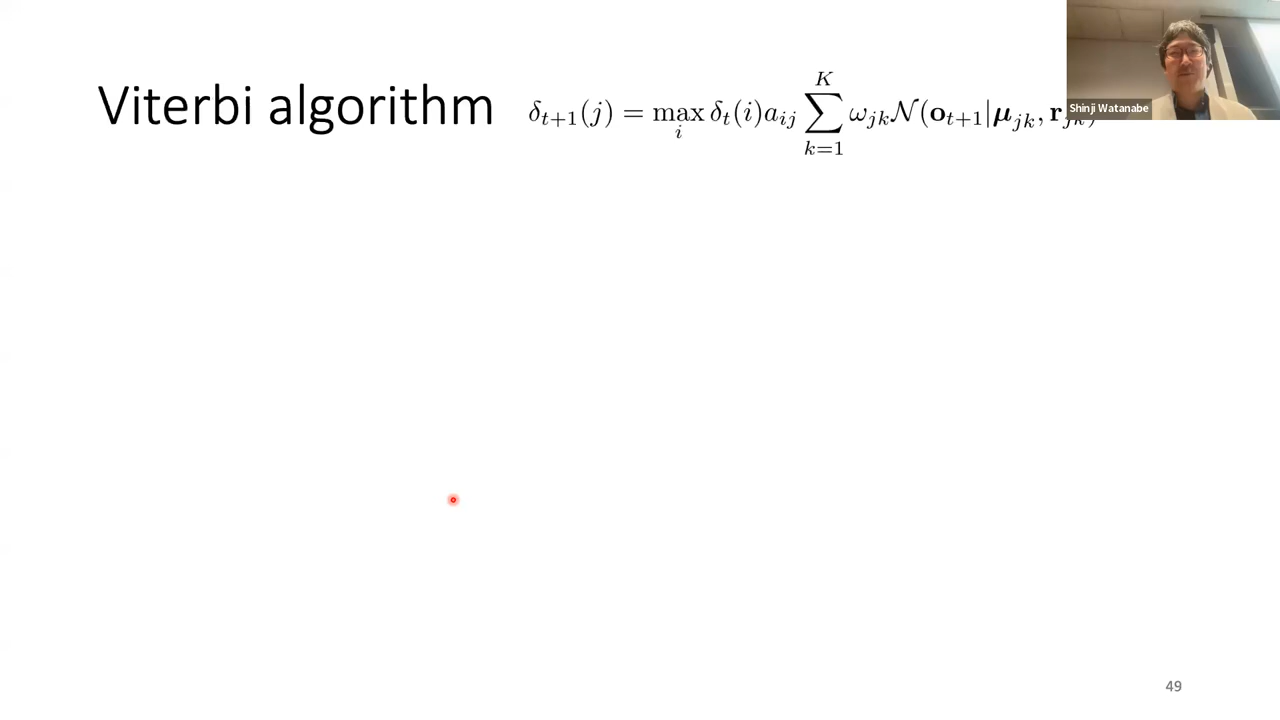 Viterbi algorithm
δ_{t+1}(j) = max_i δ_t(i)a_{ij} ∑_{k=1}^{K} ω_{jk} 𝒩(𝐨_{t+1}|𝝁_{jk}, 𝐫_{jk})
Shinji Watanabe
49